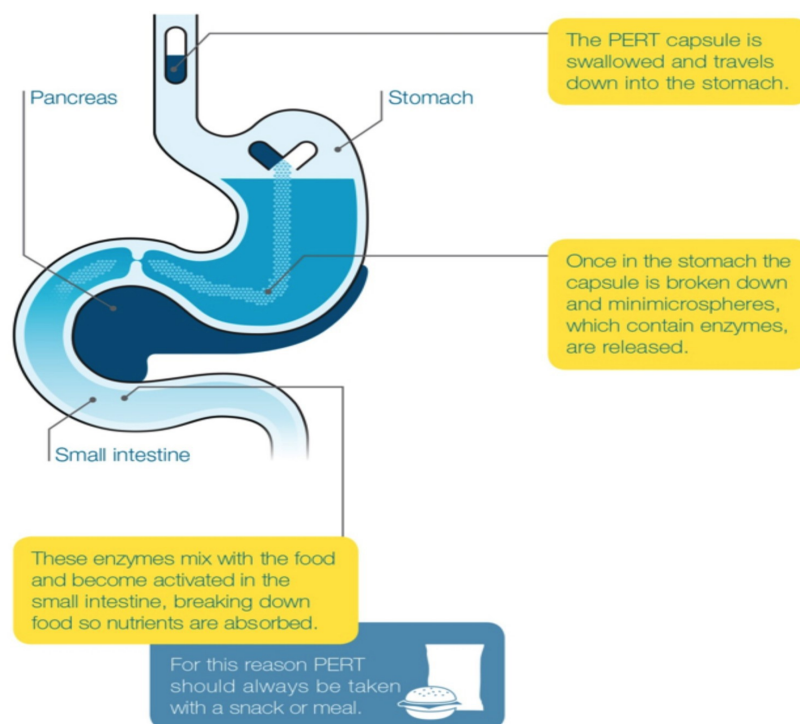 The PERT capsule is
swallowed and travels
down into the stomach.
Pancreas
Stomach
Once in the stomach the
capsule is broken down
and minimicrospheres,
which contain enzymes,
are released.
Small intestine
These enzymes mix with the food
and become activated in the
small intestine, breaking down
food so nutrients are absorbed.
For this reason PERT
should always be taken
with a snack or meal.